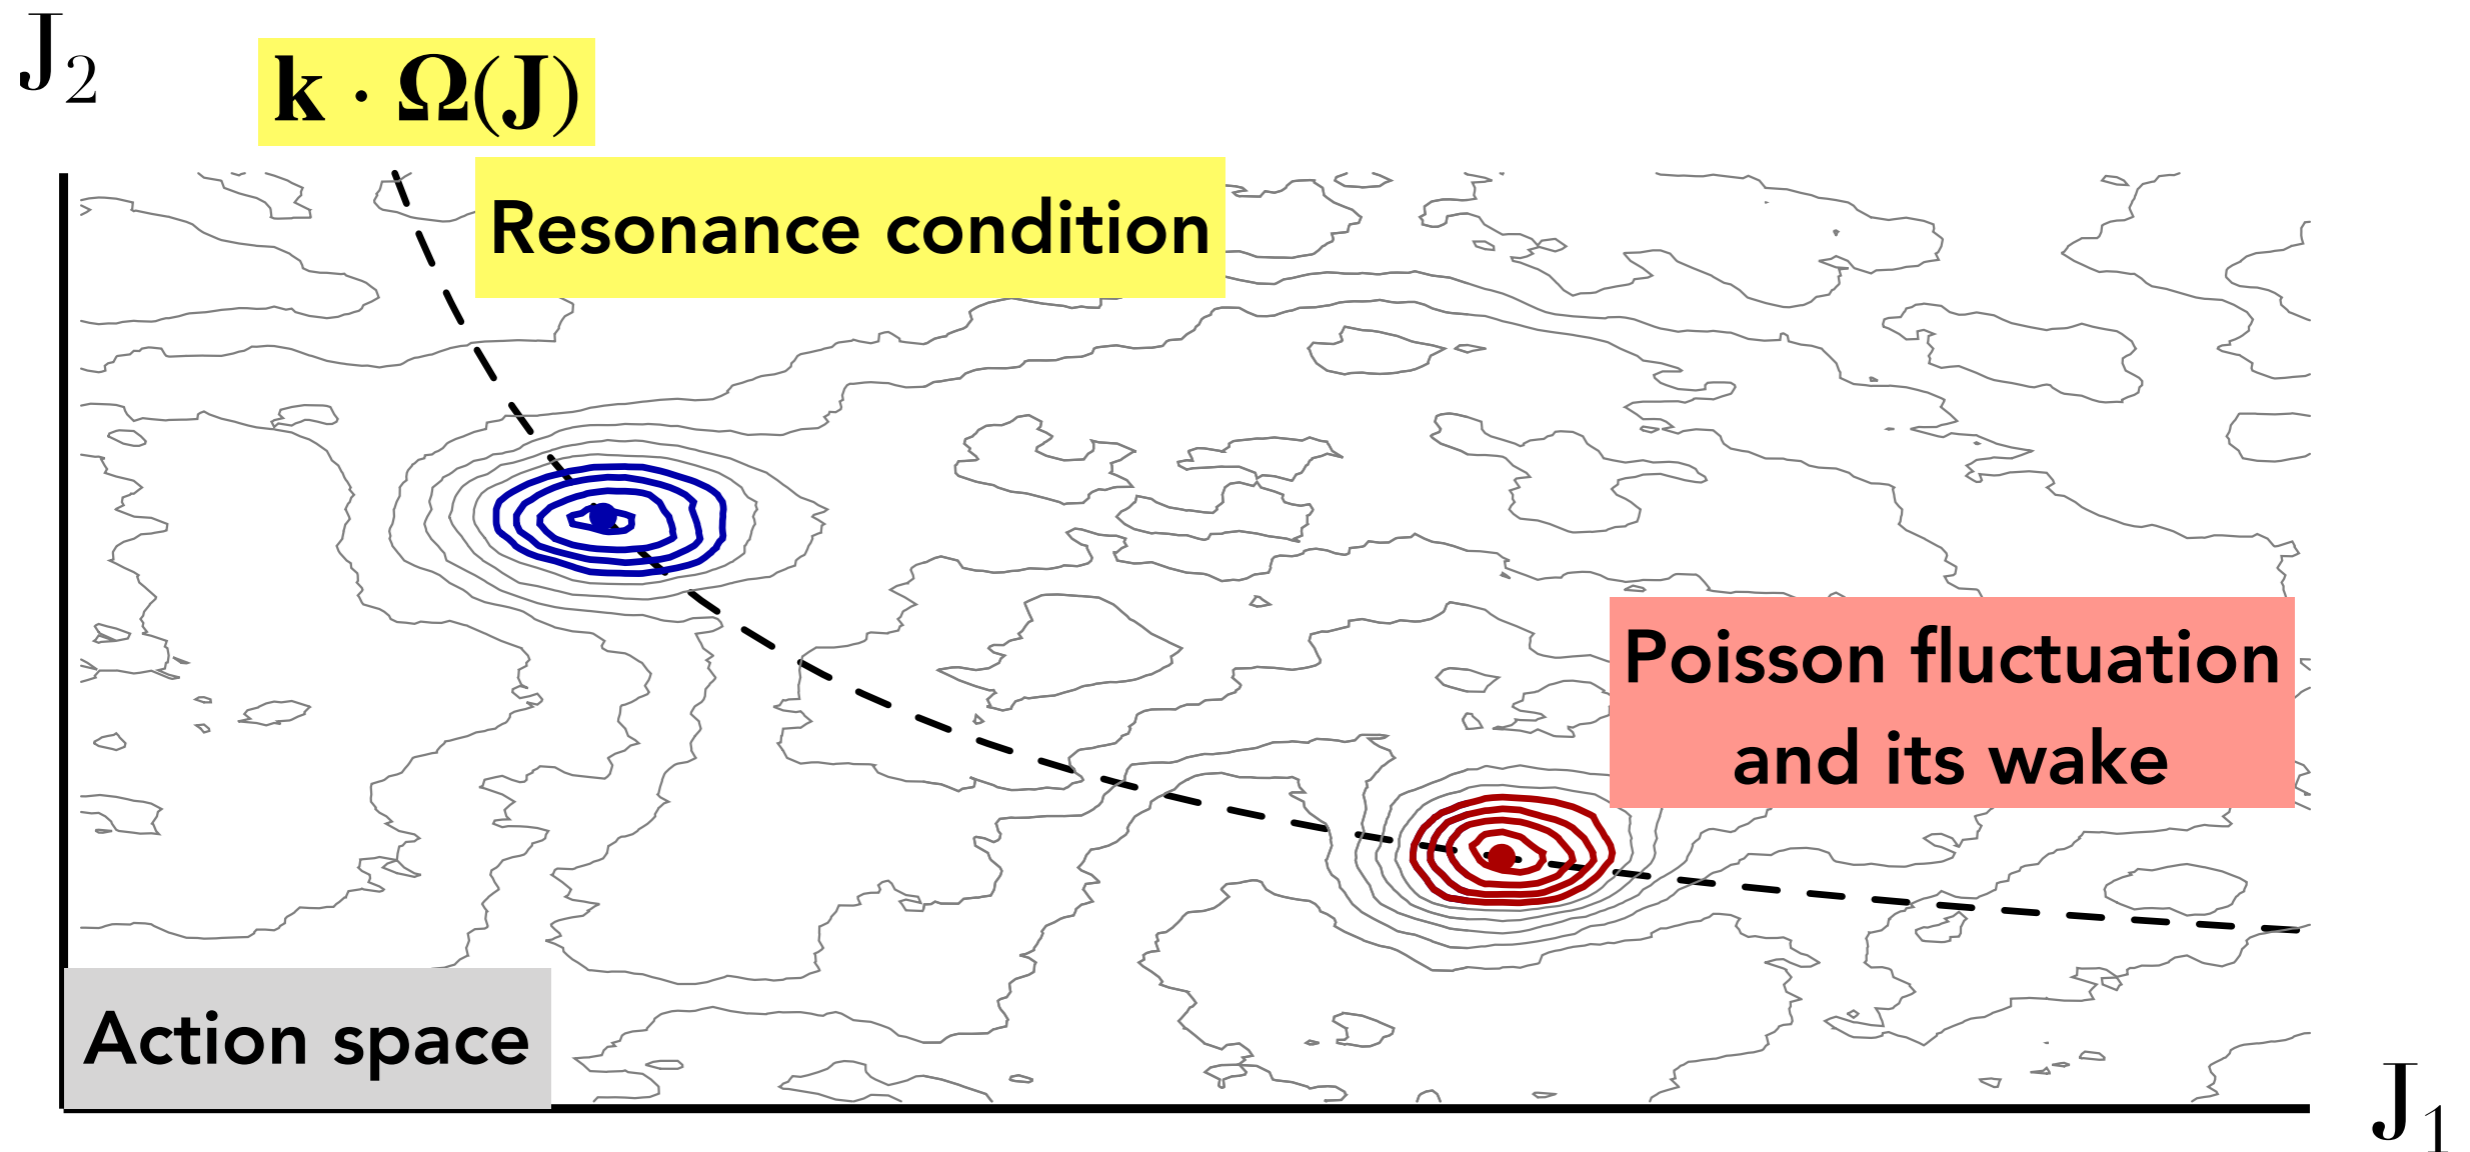 J₂
k · Ω(J)
Resonance condition
Poisson fluctuation
and its wake
Action space
J₁